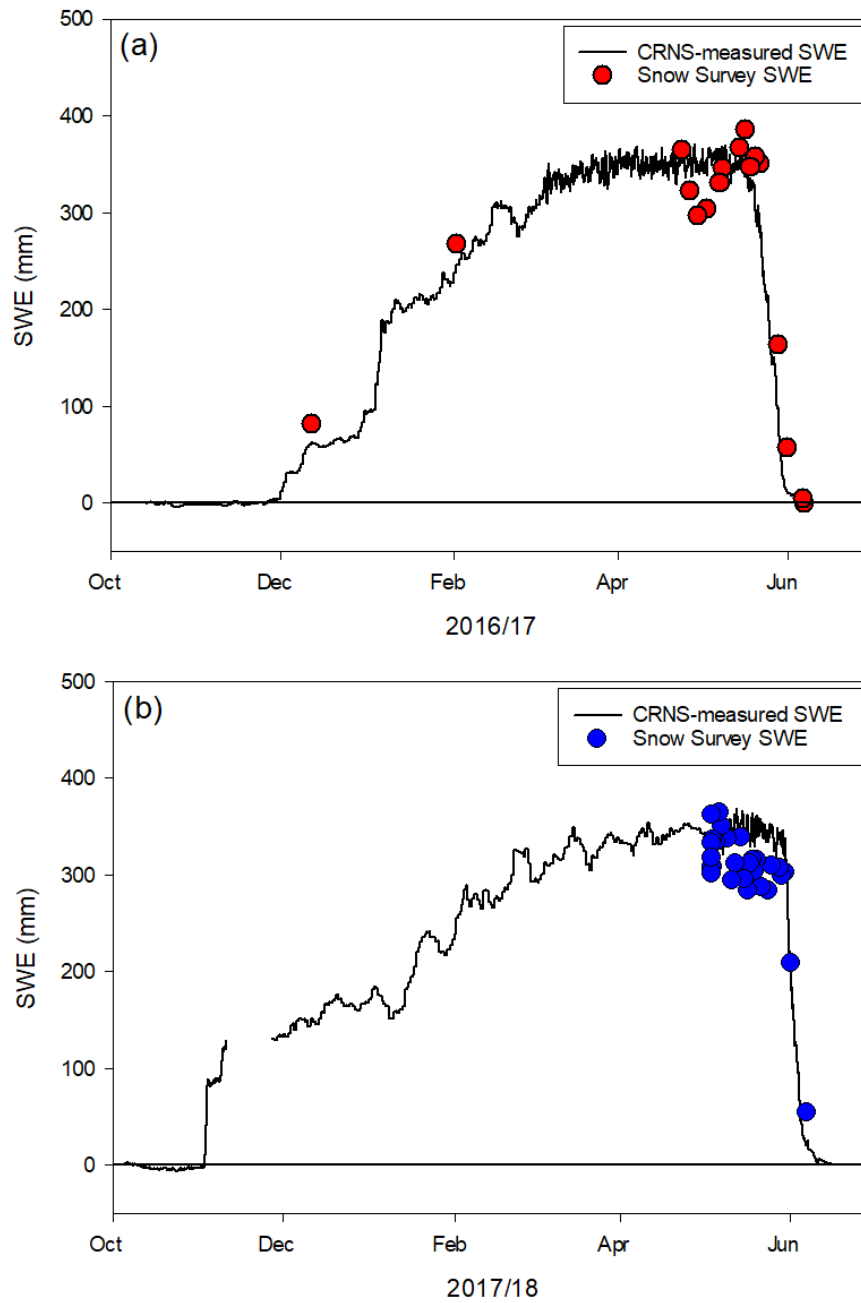 500
(a)
CRNS-measured SWE
Snow Survey SWE
400
300
SWE (mm)
200
100
0
Oct Dec Feb Apr Jun
2016/17
500
(b)
CRNS-measured SWE
Snow Survey SWE
400
300
SWE (mm)
200
100
0
Oct Dec Feb Apr Jun
2017/18